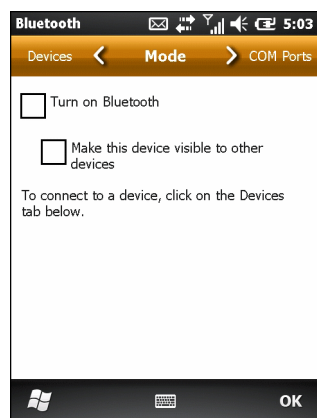 Bluetooth 5:03
Devices Mode COM Ports
Turn on Bluetooth
Make this device visible to other
devices
To connect to a device, click on the Devices
tab below.
OK